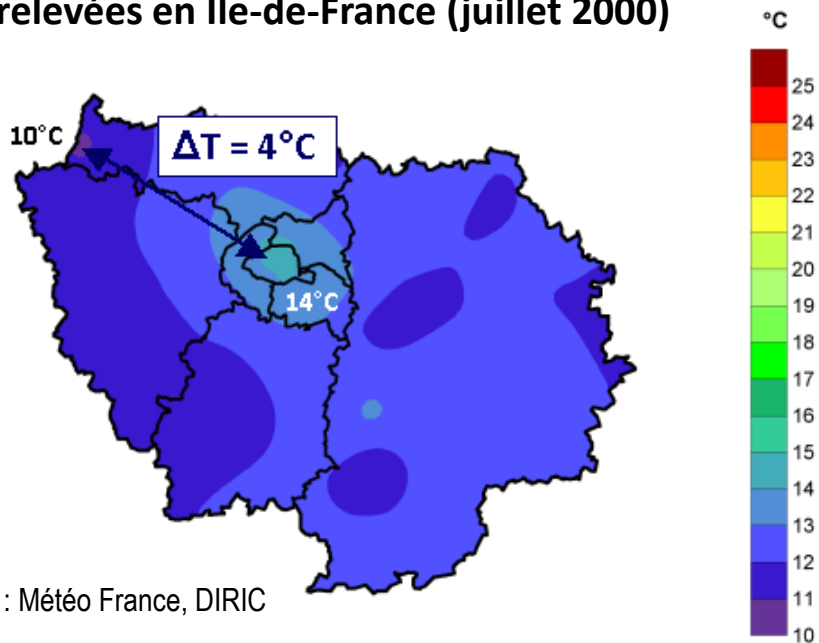 relevées en Ile-de-France (juillet 2000)
°C
10°C
ΔT = 4°C
14°C
25
24
23
22
21
20
19
18
17
16
15
14
13
12
11
10
: Météo France, DIRIC